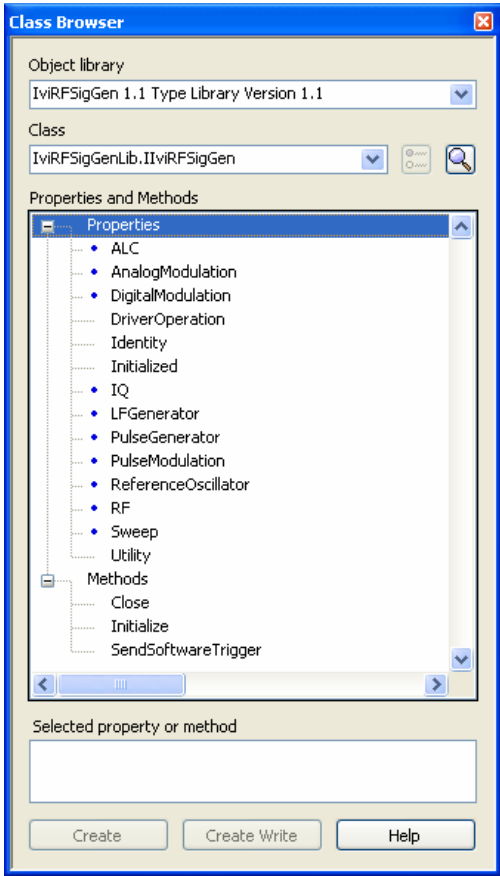 Class Browser
Object library
IviRFSigGen 1.1 Type Library Version 1.1
Class
IviRFSigGenLib.IIviRFSigGen
Properties and Methods
Properties
ALC
AnalogModulation
DigitalModulation
DriverOperation
Identity
Initialized
IQ
LFGenerator
PulseGenerator
PulseModulation
ReferenceOscillator
RF
Sweep
Utility
Methods
Close
Initialize
SendSoftwareTrigger
Selected property or method
Create Create Write Help